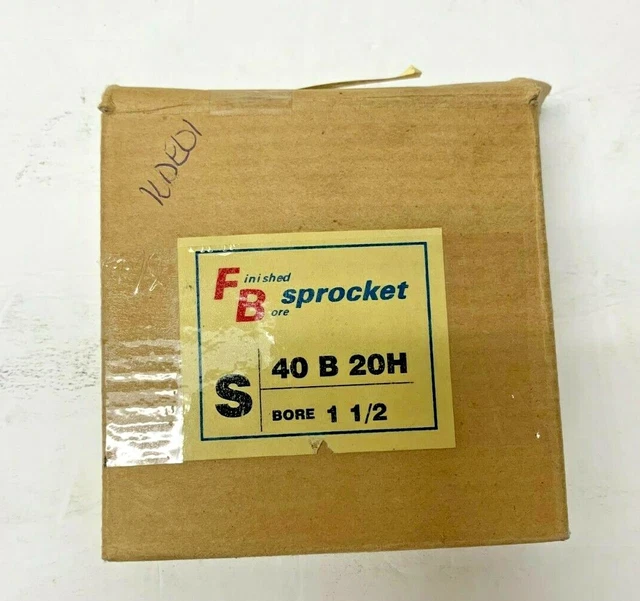 Finished
Bore sprocket
S
40 B 20H
BORE 1 1/2